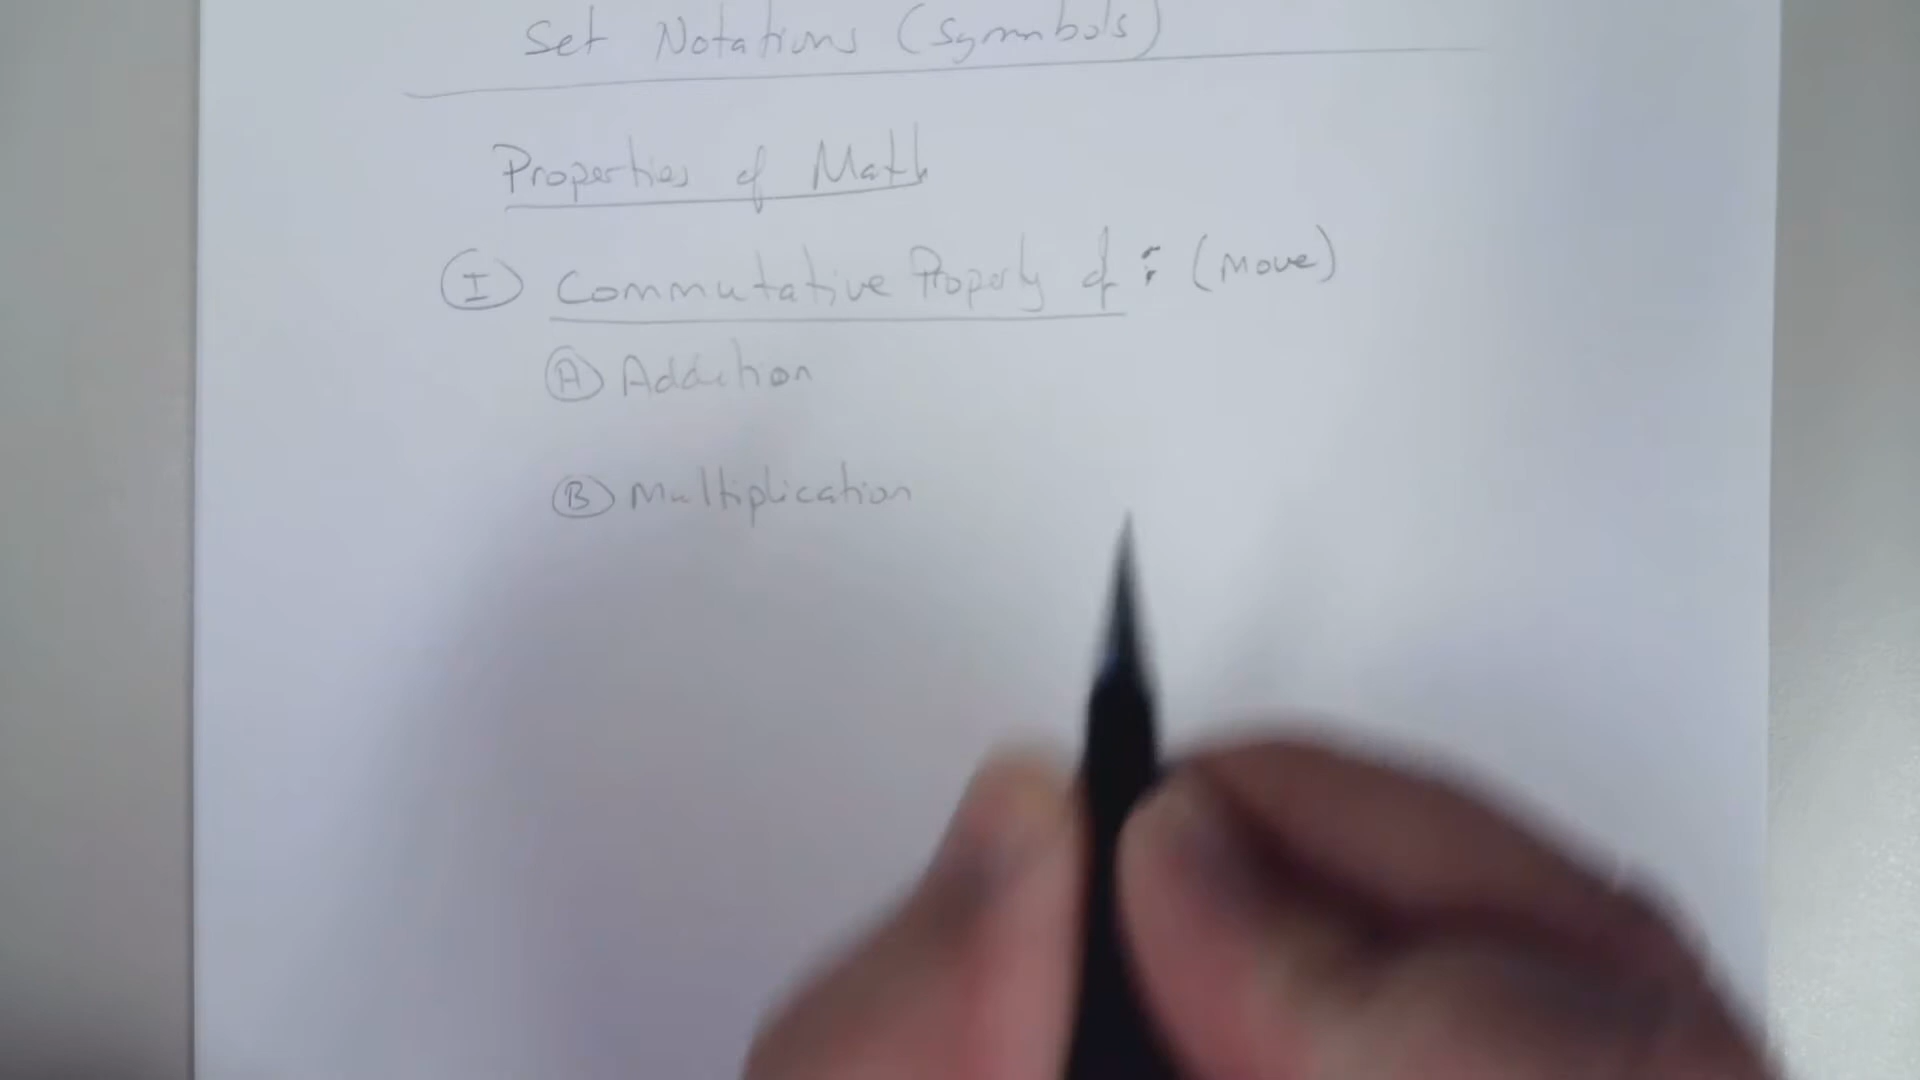 Set Notations (Symbols)
Properties of Math
I Commutative Property of : (Move)
A Addition
B Multiplication